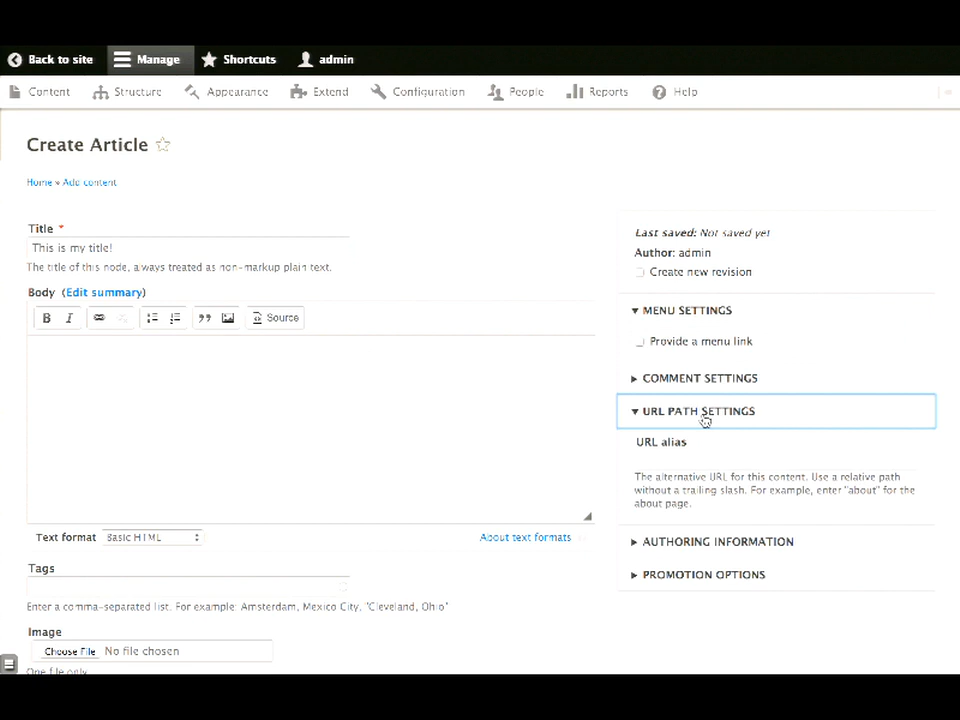 Back to site Manage Shortcuts admin
Content Structure Appearance Extend Configuration People Reports Help
Create Article
Home » Add content
Title *
This is my title!
The title of this node, always treated as non-markup plain text.
Body (Edit summary)
B I Source
Text format Basic HTML About text formats
Tags
Enter a comma-separated list. For example: Amsterdam, Mexico City, "Cleveland, Ohio"
Image
Choose File No file chosen
One file only.
Last saved: Not saved yet
Author: admin
Create new revision
MENU SETTINGS
Provide a menu link
COMMENT SETTINGS
URL PATH SETTINGS
URL alias
The alternative URL for this content. Use a relative path
without a trailing slash. For example, enter "about" for the
about page.
AUTHORING INFORMATION
PROMOTION OPTIONS